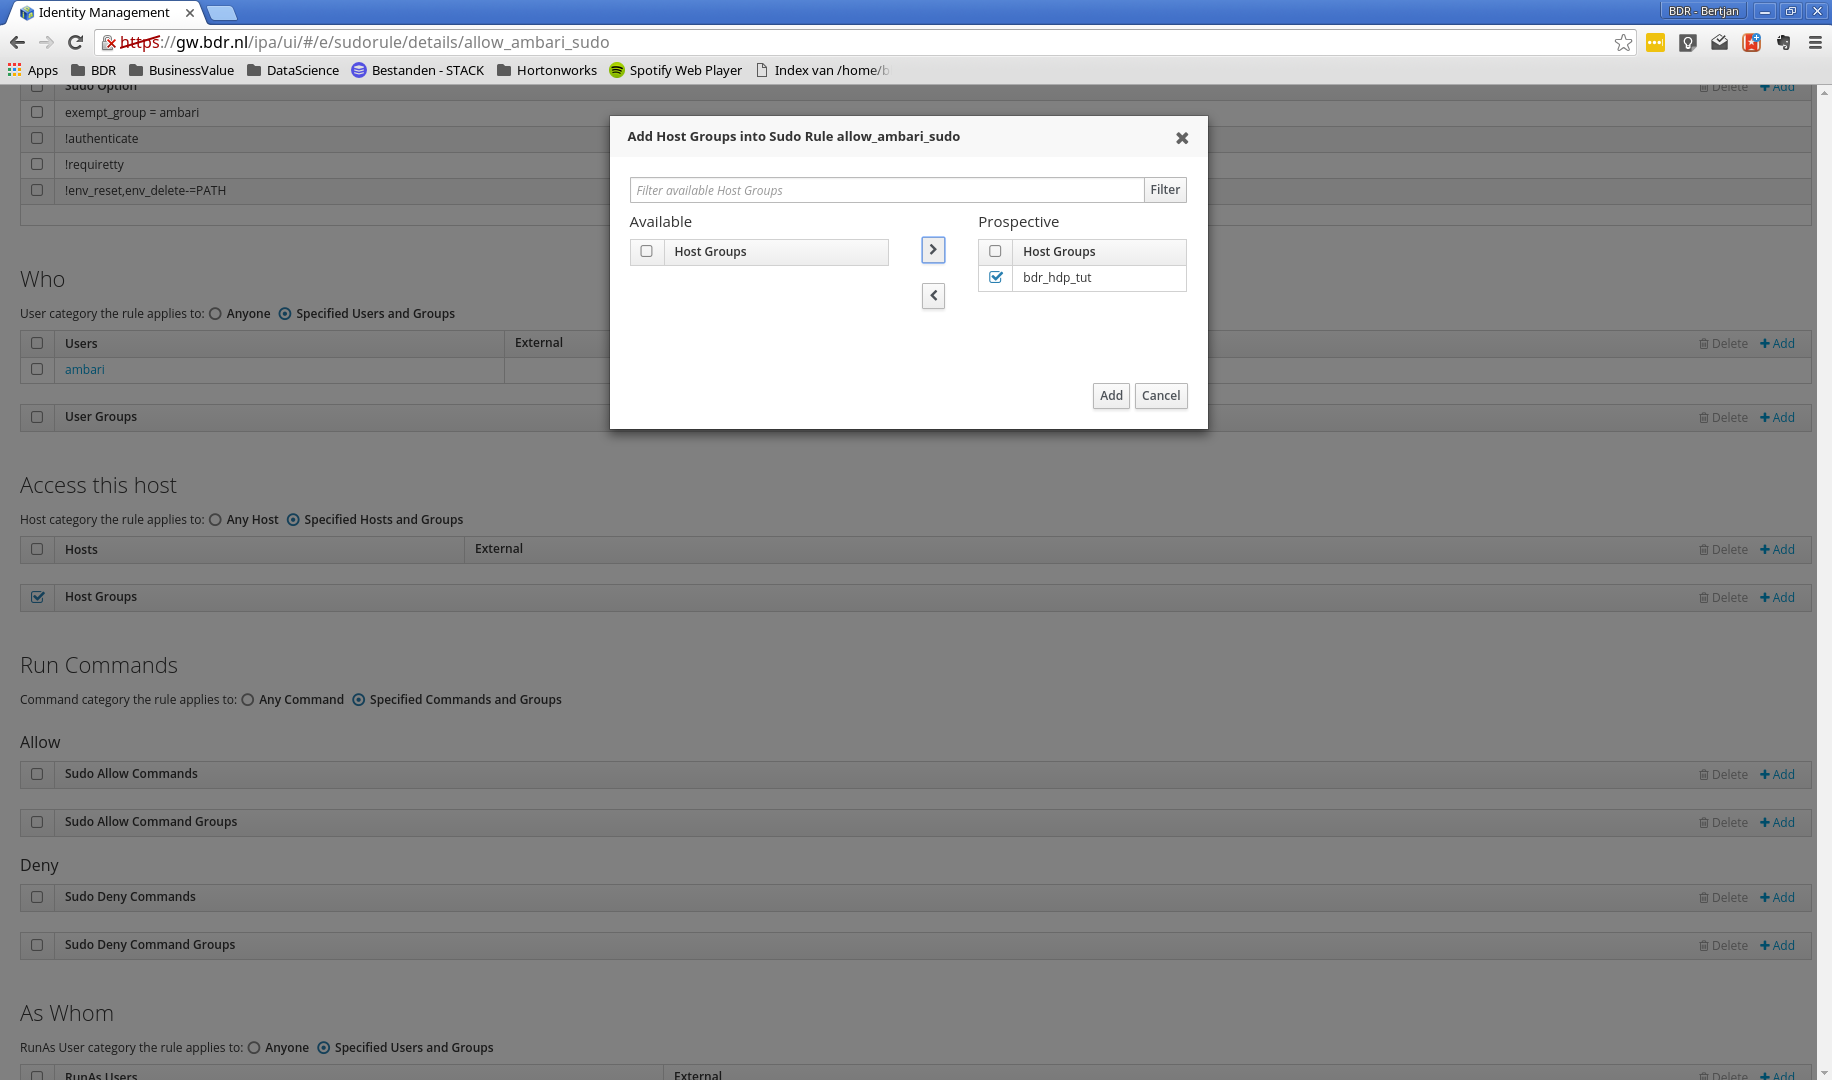 Identity Management
BDR - Bertjan
https://gw.bdr.nl/ipa/ui/#/e/sudorule/details/allow_ambari_sudo
Apps BDR BusinessValue DataScience Bestanden - STACK Hortonworks Spotify Web Player Index van /home/b
Sudo Option Delete Add
exempt_group = ambari
!authenticate
!requiretty
!env_reset,env_delete-=PATH
Add Host Groups into Sudo Rule allow_ambari_sudo
Filter available Host Groups Filter
Available Prospective
Host Groups Host Groups
bdr_hdp_tut
Add Cancel
Who
User category the rule applies to: Anyone Specified Users and Groups
Users External Delete Add
ambari
User Groups Delete Add
Access this host
Host category the rule applies to: Any Host Specified Hosts and Groups
Hosts External Delete Add
Host Groups Delete Add
Run Commands
Command category the rule applies to: Any Command Specified Commands and Groups
Allow
Sudo Allow Commands Delete Add
Sudo Allow Command Groups Delete Add
Deny
Sudo Deny Commands Delete Add
Sudo Deny Command Groups Delete Add
As Whom
RunAs User category the rule applies to: Anyone Specified Users and Groups
RunAs Users External Delete Add